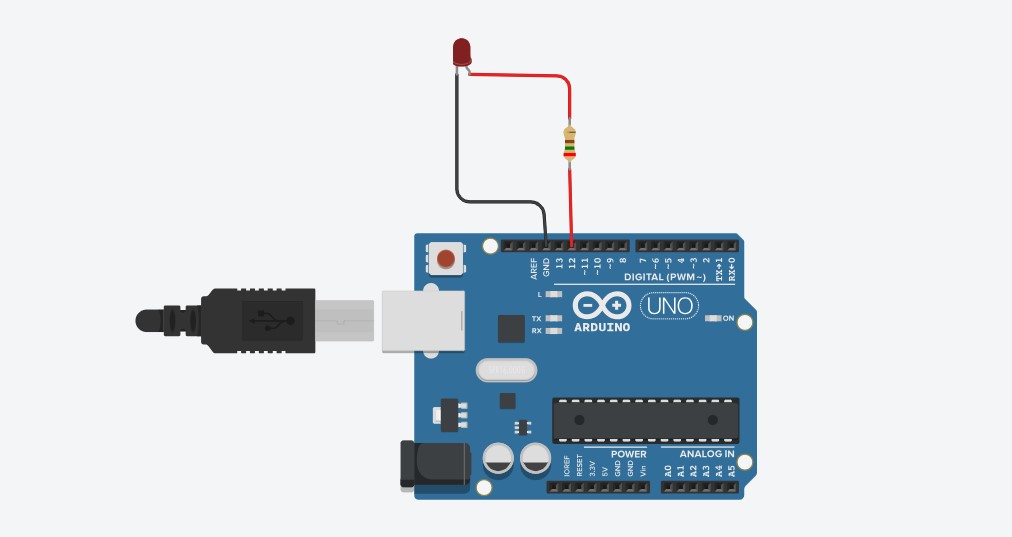 AREF
GND
13
12
~11
~10
~9
8
7
~6
~5
4
~3
2
TX→1
RX←0
DIGITAL (PWM~)
L
TX
RX
ARDUINO
UNO
ON
POWER
ANALOG IN
IOREF
RESET
3.3V
5V
GND
GND
Vin
A0
A1
A2
A3
A4
A5